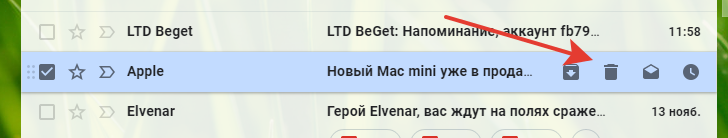 LTD Beget LTD BeGet: Напоминание, аккаунт fb79... 11:58
Apple Новый Mac mini уже в прода...
Elvenar Герой Elvenar, вас ждут на полях сраже... 13 нояб.